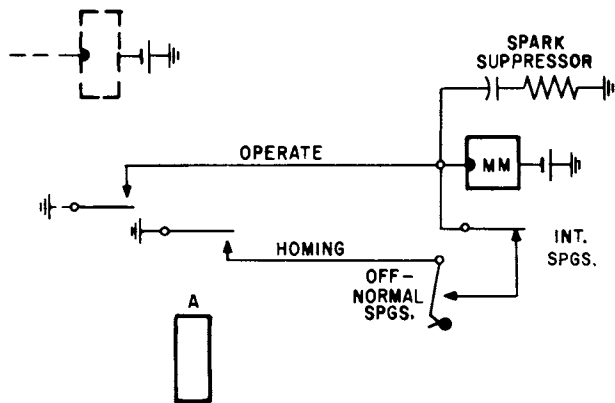 SPARK
SUPPRESSOR
OPERATE
MM
INT.
SPGS.
HOMING
OFF-
NORMAL
SPGS.
A